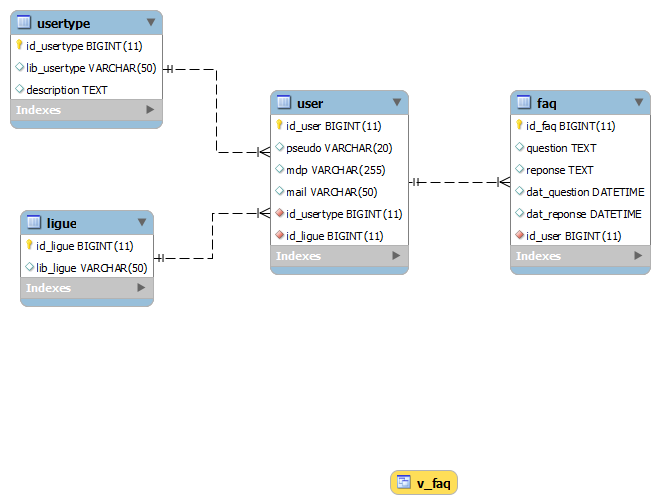 usertype
id_usertype BIGINT(11)
lib_usertype VARCHAR(50)
description TEXT
Indexes
ligue
id_ligue BIGINT(11)
lib_ligue VARCHAR(50)
Indexes
user
id_user BIGINT(11)
pseudo VARCHAR(20)
mdp VARCHAR(255)
mail VARCHAR(50)
id_usertype BIGINT(11)
id_ligue BIGINT(11)
Indexes
faq
id_faq BIGINT(11)
question TEXT
reponse TEXT
dat_question DATETIME
dat_reponse DATETIME
id_user BIGINT(11)
Indexes
v_faq